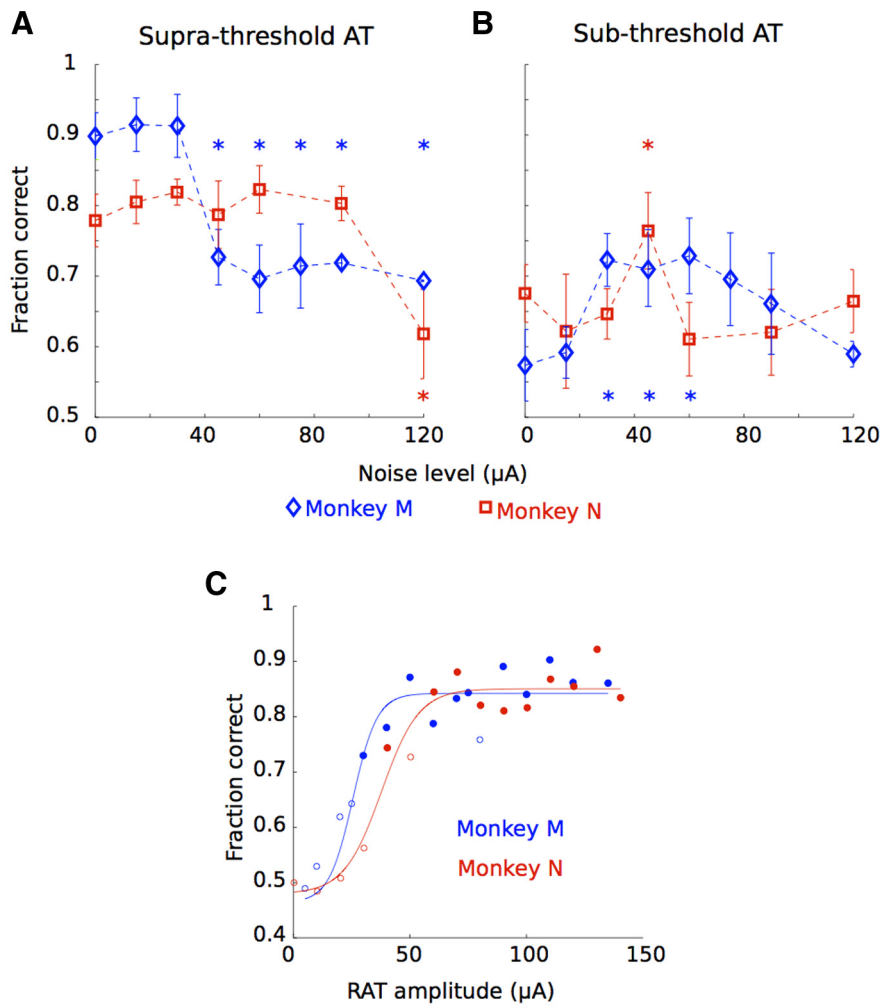 A
Supra-threshold AT
B
Sub-threshold AT
1
0.9
0.8
0.7
0.6
0.5
Fraction correct
* * * * *
*
*
* * *
0 40 80 120
0 40 80 120
Noise level (µA)
Monkey M Monkey N
C
1
0.9
0.8
0.7
0.6
0.5
0.4
Fraction correct
Monkey M
Monkey N
0 50 100 150
RAT amplitude (µA)